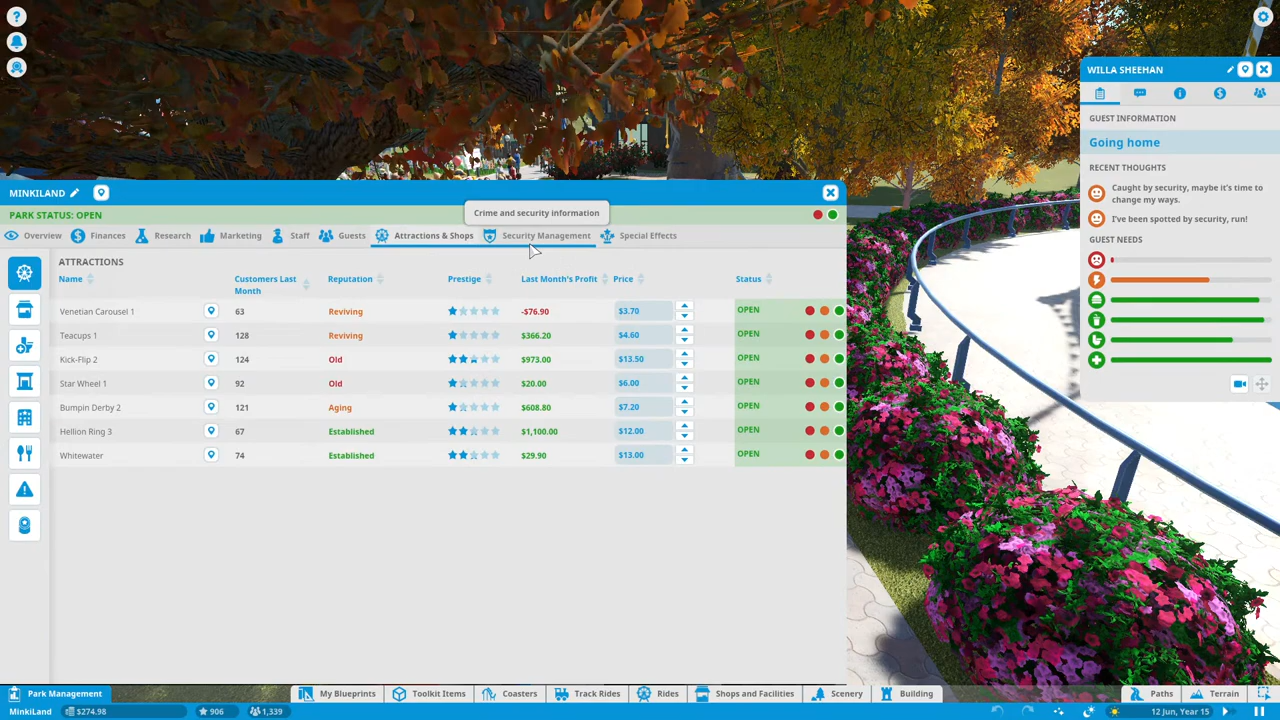 WILLA SHEEHAN
GUEST INFORMATION
Going home
RECENT THOUGHTS
Caught by security, maybe it's time to
change my ways.
I've been spotted by security, run!
GUEST NEEDS
MINKILAND
Crime and security information
PARK STATUS: OPEN
Overview Finances Research Marketing Staff Guests Attractions & Shops Security Management Special Effects
ATTRACTIONS
Name Customers Last Month Reputation Prestige Last Month's Profit Price Status
Venetian Carousel 1 63 Reviving -$76.90 $3.70 OPEN
Teacups 1 128 Reviving $366.20 $4.60 OPEN
Kick-Flip 2 124 Old $973.00 $13.50 OPEN
Star Wheel 1 92 Old $20.00 $6.00 OPEN
Bumpin Derby 2 121 Aging $608.80 $7.20 OPEN
Hellion Ring 3 67 Established $1,100.00 $12.00 OPEN
Whitewater 74 Established $29.90 $13.00 OPEN
Park Management My Blueprints Toolkit Items Coasters Track Rides Rides Shops and Facilities Scenery Building Paths Terrain
MinkiLand $274.98 906 1,339 12 Jun, Year 15